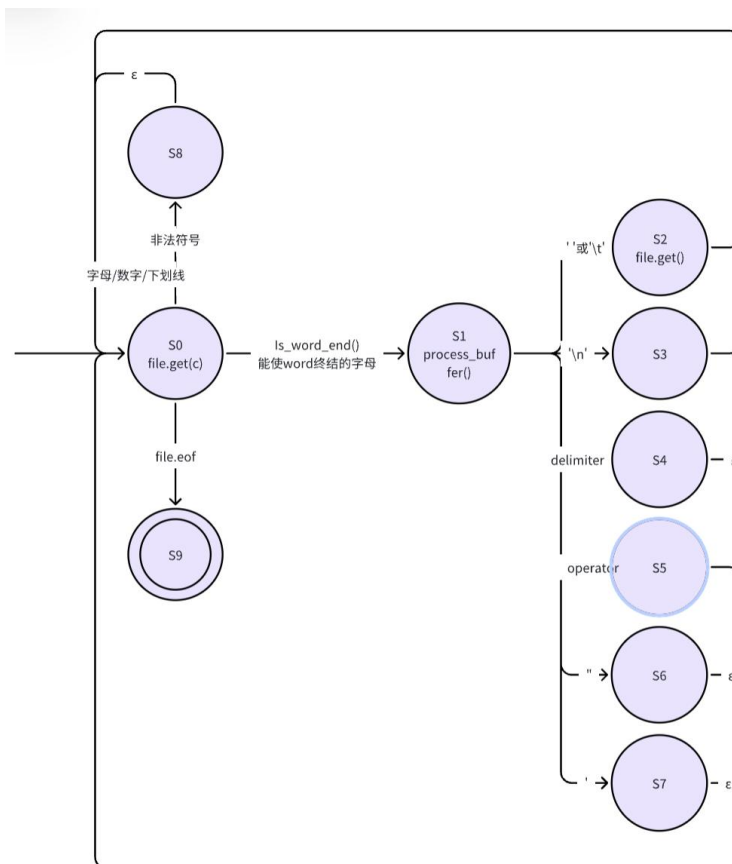 ε
S8
非法符号
字母/数字/下划线
S0
file.get(c)
Is_word_end()
能使word终结的字母
S1
process_buf
fer()
file.eof
S9
' '或'\t'
S2
file.get()
'\n'
S3
delimiter
S4
operator
S5
"
S6
ε
'
S7
ε